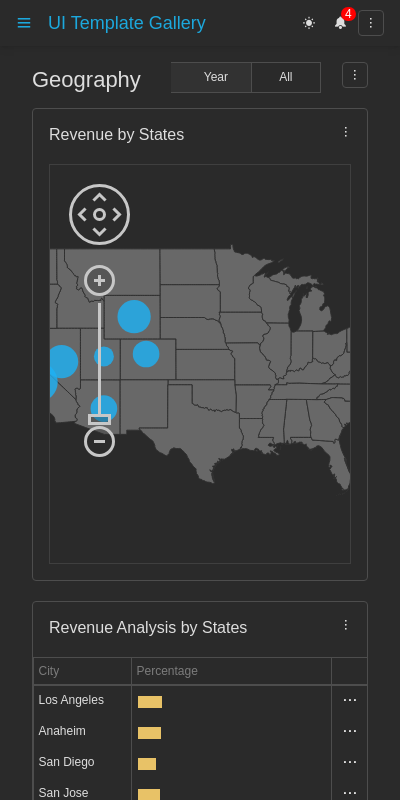 UI Template Gallery
4
Geography
Year
All
Revenue by States
Revenue Analysis by States
City
Percentage
Los Angeles
Anaheim
San Diego
San Jose